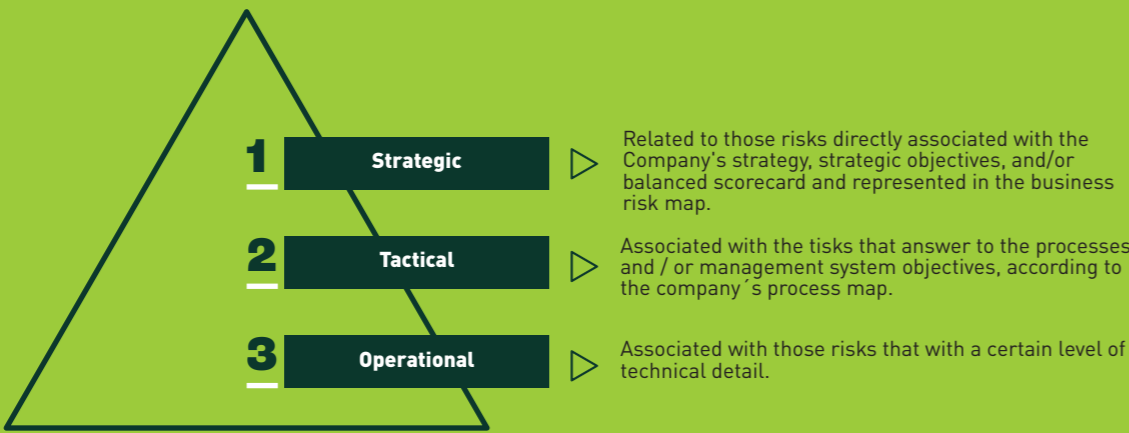 1
Strategic
Related to those risks directly associated with the
Company's strategy, strategic objectives, and/or
balanced scorecard and represented in the business
risk map.
2
Tactical
Associated with the tisks that answer to the processes
and / or management system objectives, according to
the company´s process map.
3
Operational
Associated with those risks that with a certain level of
technical detail.